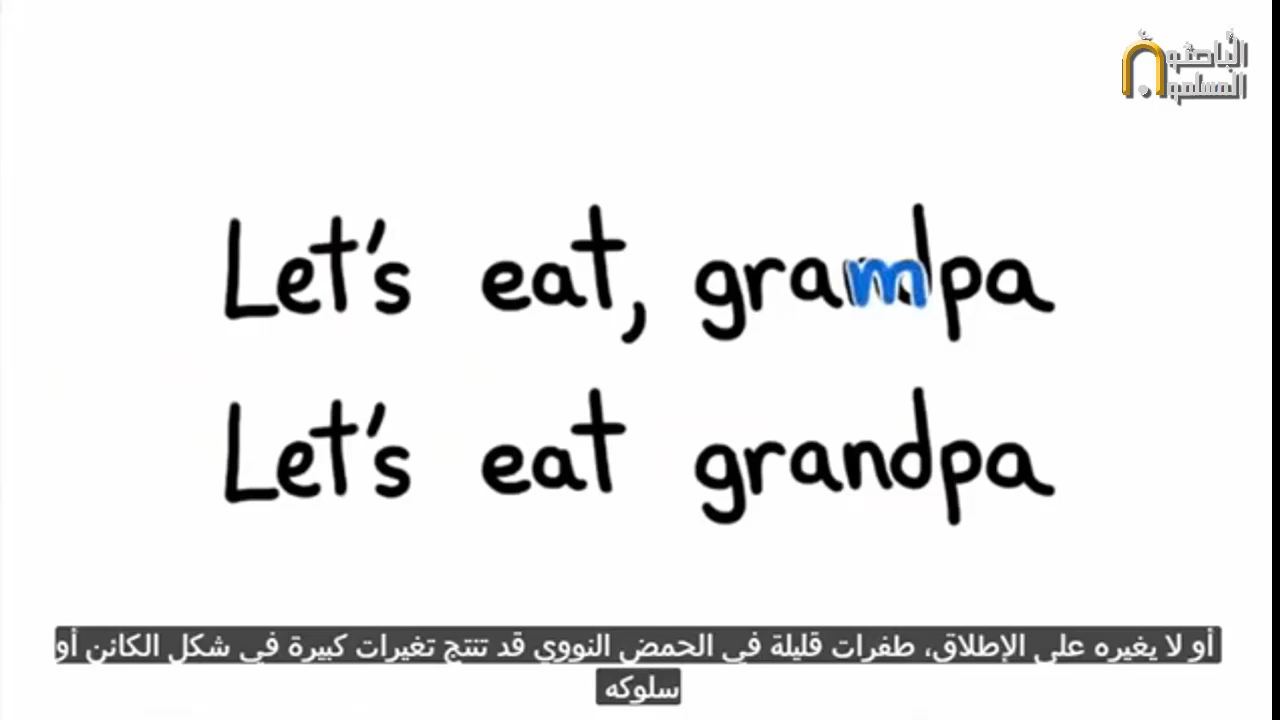 الباحثون
المسلمون
Let's eat, grampa
Let's eat grandpa
أو لا يغيره على الإطلاق، طفرات قليلة في الحمض النووي قد تنتج تغيرات كبيرة في شكل الكائن أو
سلوكه